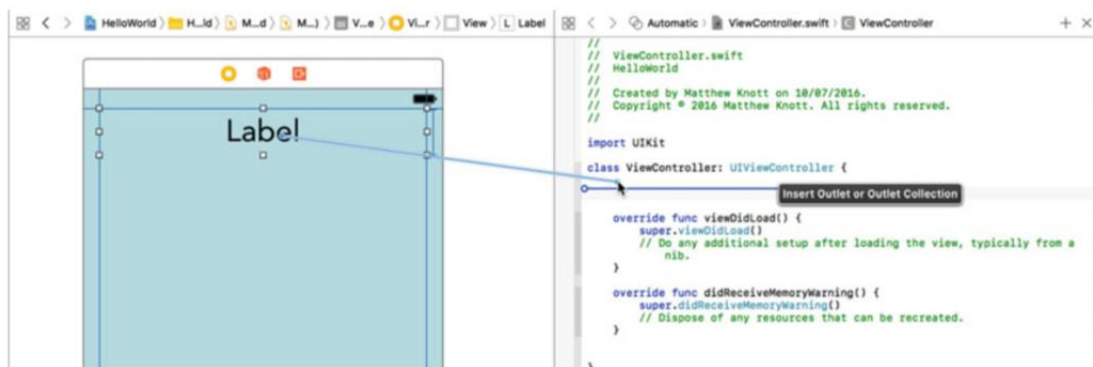 HelloWorld H...ld M...d M...) V...e Vi...r View L Label
Label
Automatic ViewController.swift ViewController
//
// ViewController.swift
// HelloWorld
//
// Created by Matthew Knott on 10/07/2016.
// Copyright © 2016 Matthew Knott. All rights reserved.
//
import UIKit
class ViewController: UIViewController {
Insert Outlet or Outlet Collection
override func viewDidLoad() {
super.viewDidLoad()
// Do any additional setup after loading the view, typically from a
nib.
}
override func didReceiveMemoryWarning() {
super.didReceiveMemoryWarning()
// Dispose of any resources that can be recreated.
}
}